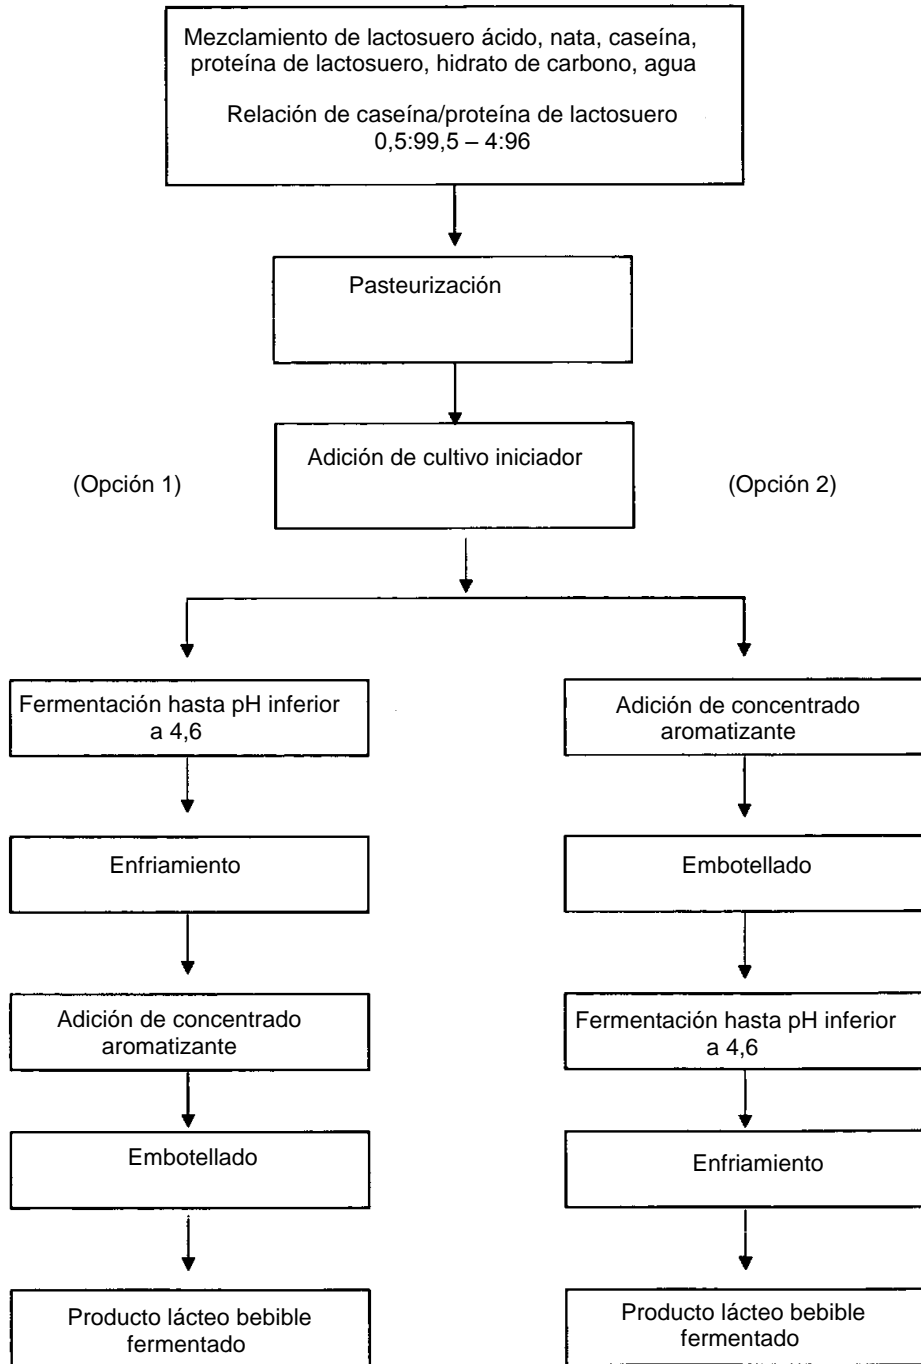 Mezclamiento de lactosuero ácido, nata, caseína,
proteína de lactosuero, hidrato de carbono, agua
Relación de caseína/proteína de lactosuero
0,5:99,5 – 4:96
Pasteurización
Adición de cultivo iniciador
(Opción 1)
(Opción 2)
Fermentación hasta pH inferior
a 4,6
Enfriamiento
Adición de concentrado
aromatizante
Embotellado
Producto lácteo bebible
fermentado
Adición de concentrado
aromatizante
Embotellado
Fermentación hasta pH inferior
a 4,6
Enfriamiento
Producto lácteo bebible
fermentado